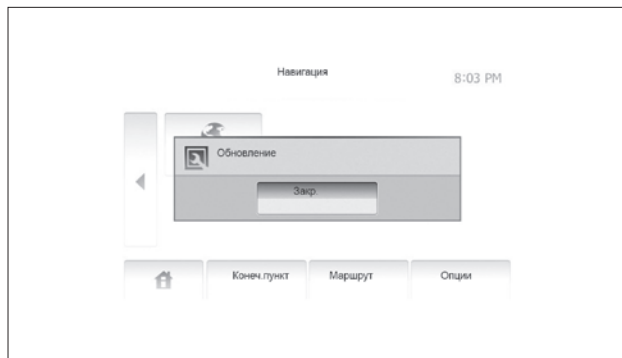 Навигация
8:03 PM
Обновление
Закр.
Конеч.пункт
Маршрут
Опции